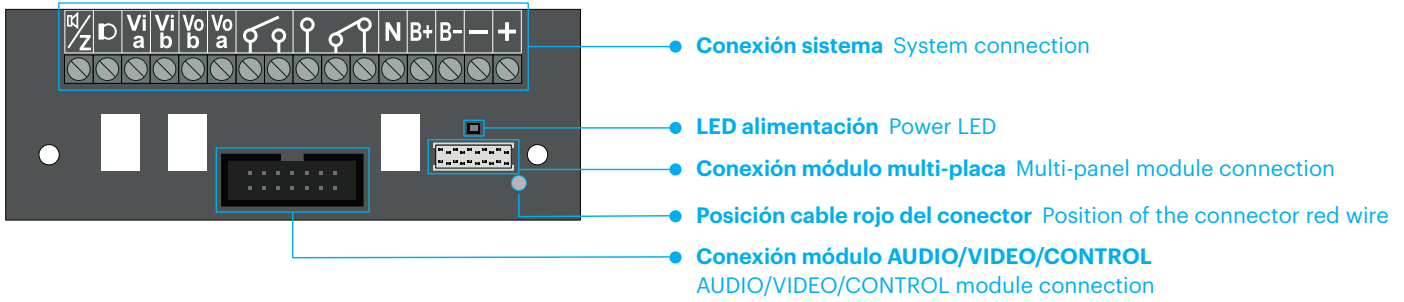 Z Vi a Vi b Vo b Vo a N B+ B- − +
Conexión sistema System connection
LED alimentación Power LED
Conexión módulo multi-placa Multi-panel module connection
Posición cable rojo del conector Position of the connector red wire
Conexión módulo AUDIO/VIDEO/CONTROL
AUDIO/VIDEO/CONTROL module connection